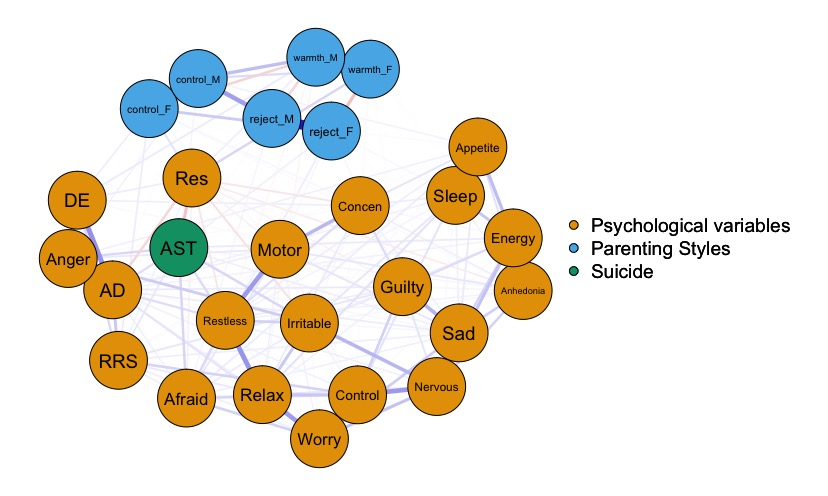 warmth_M
warmth_F
control_M
control_F
reject_M
reject_F
Appetite
Res
Sleep
DE
Concen
Psychological variables
Parenting Styles
Suicide
AST
Motor
Energy
Anger
AD
Guilty
Anhedonia
Restless
Irritable
Sad
RRS
Afraid
Relax
Control
Nervous
Worry